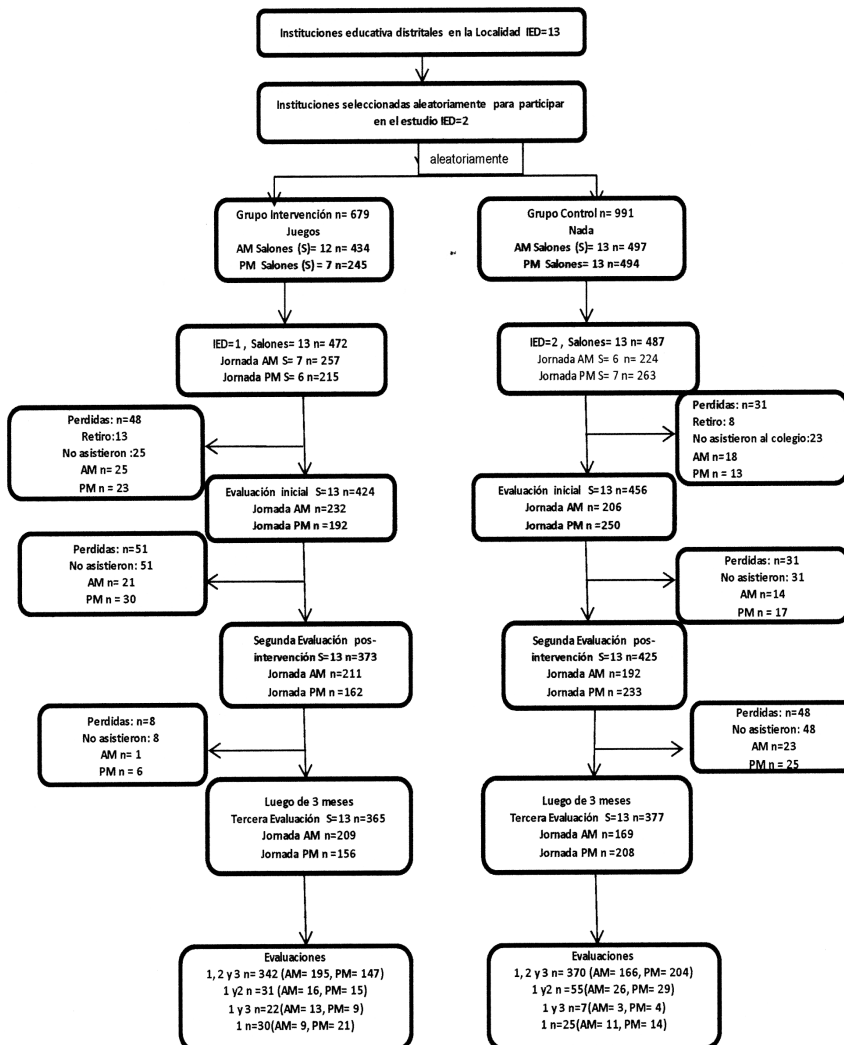 Instituciones educativa distritales en la Localidad IED=13
Instituciones seleccionadas aleatoriamente para participar
en el estudio IED=2
aleatoriamente
Grupo Intervención n= 679
Juegos
AM Salones (S)= 12 n= 434
PM Salones (S) = 7 n=245
Grupo Control n= 991
Nada
AM Salones (S)= 13 n= 497
PM Salones= 13 n=494
IED=1 , Salones= 13 n= 472
Jornada AM S= 7 n= 257
Jornada PM S= 6 n=215
IED=2 , Salones= 13 n= 487
Jornada AM S= 6 n= 224
Jornada PM S= 7 n= 263
Perdidas: n=48
Retiro:13
No asistieron :25
AM n= 25
PM n = 23
Perdidas: n=31
Retiro: 8
No asistieron al colegio:23
AM n=18
PM n = 13
Evaluación inicial S=13 n=424
Jornada AM n=232
Jornada PM n =192
Evaluación inicial S=13 n=456
Jornada AM n= 206
Jornada PM n =250
Perdidas: n=51
No asistieron: 51
AM n= 21
PM n = 30
Perdidas: n=31
No asistieron: 31
AM n=14
PM n = 17
Segunda Evaluación pos-
intervención S=13 n=373
Jornada AM n=211
Jornada PM n=162
Segunda Evaluación pos-
intervención S=13 n=425
Jornada AM n=192
Jornada PM n=233
Perdídas: n=8
No asistieron: 8
AM n= 1
PM n = 6
Perdidas: n=48
No asistieron: 48
AM n=23
PM n = 25
Luego de 3 meses
Tercera Evaluación S=13 n=365
Jornada AM n=209
Jornada PM n =156
Luego de 3 meses
Tercera Evaluación S=13 n=377
Jornada AM n=169
Jornada PM n =208
Evaluaciones
1, 2 y 3 n= 342 (AM= 195, PM= 147)
1 y2 n =31 (AM= 16, PM= 15)
1 y 3 n=22(AM= 13, PM= 9)
1 n=30(AM= 9, PM= 21)
Evaluaciones
1, 2 y 3 n= 370 (AM= 166, PM= 204)
1 y2 n =55(AM= 26, PM= 29)
1 y 3 n=7(AM= 3, PM= 4)
1 n=25(AM= 11, PM= 14)